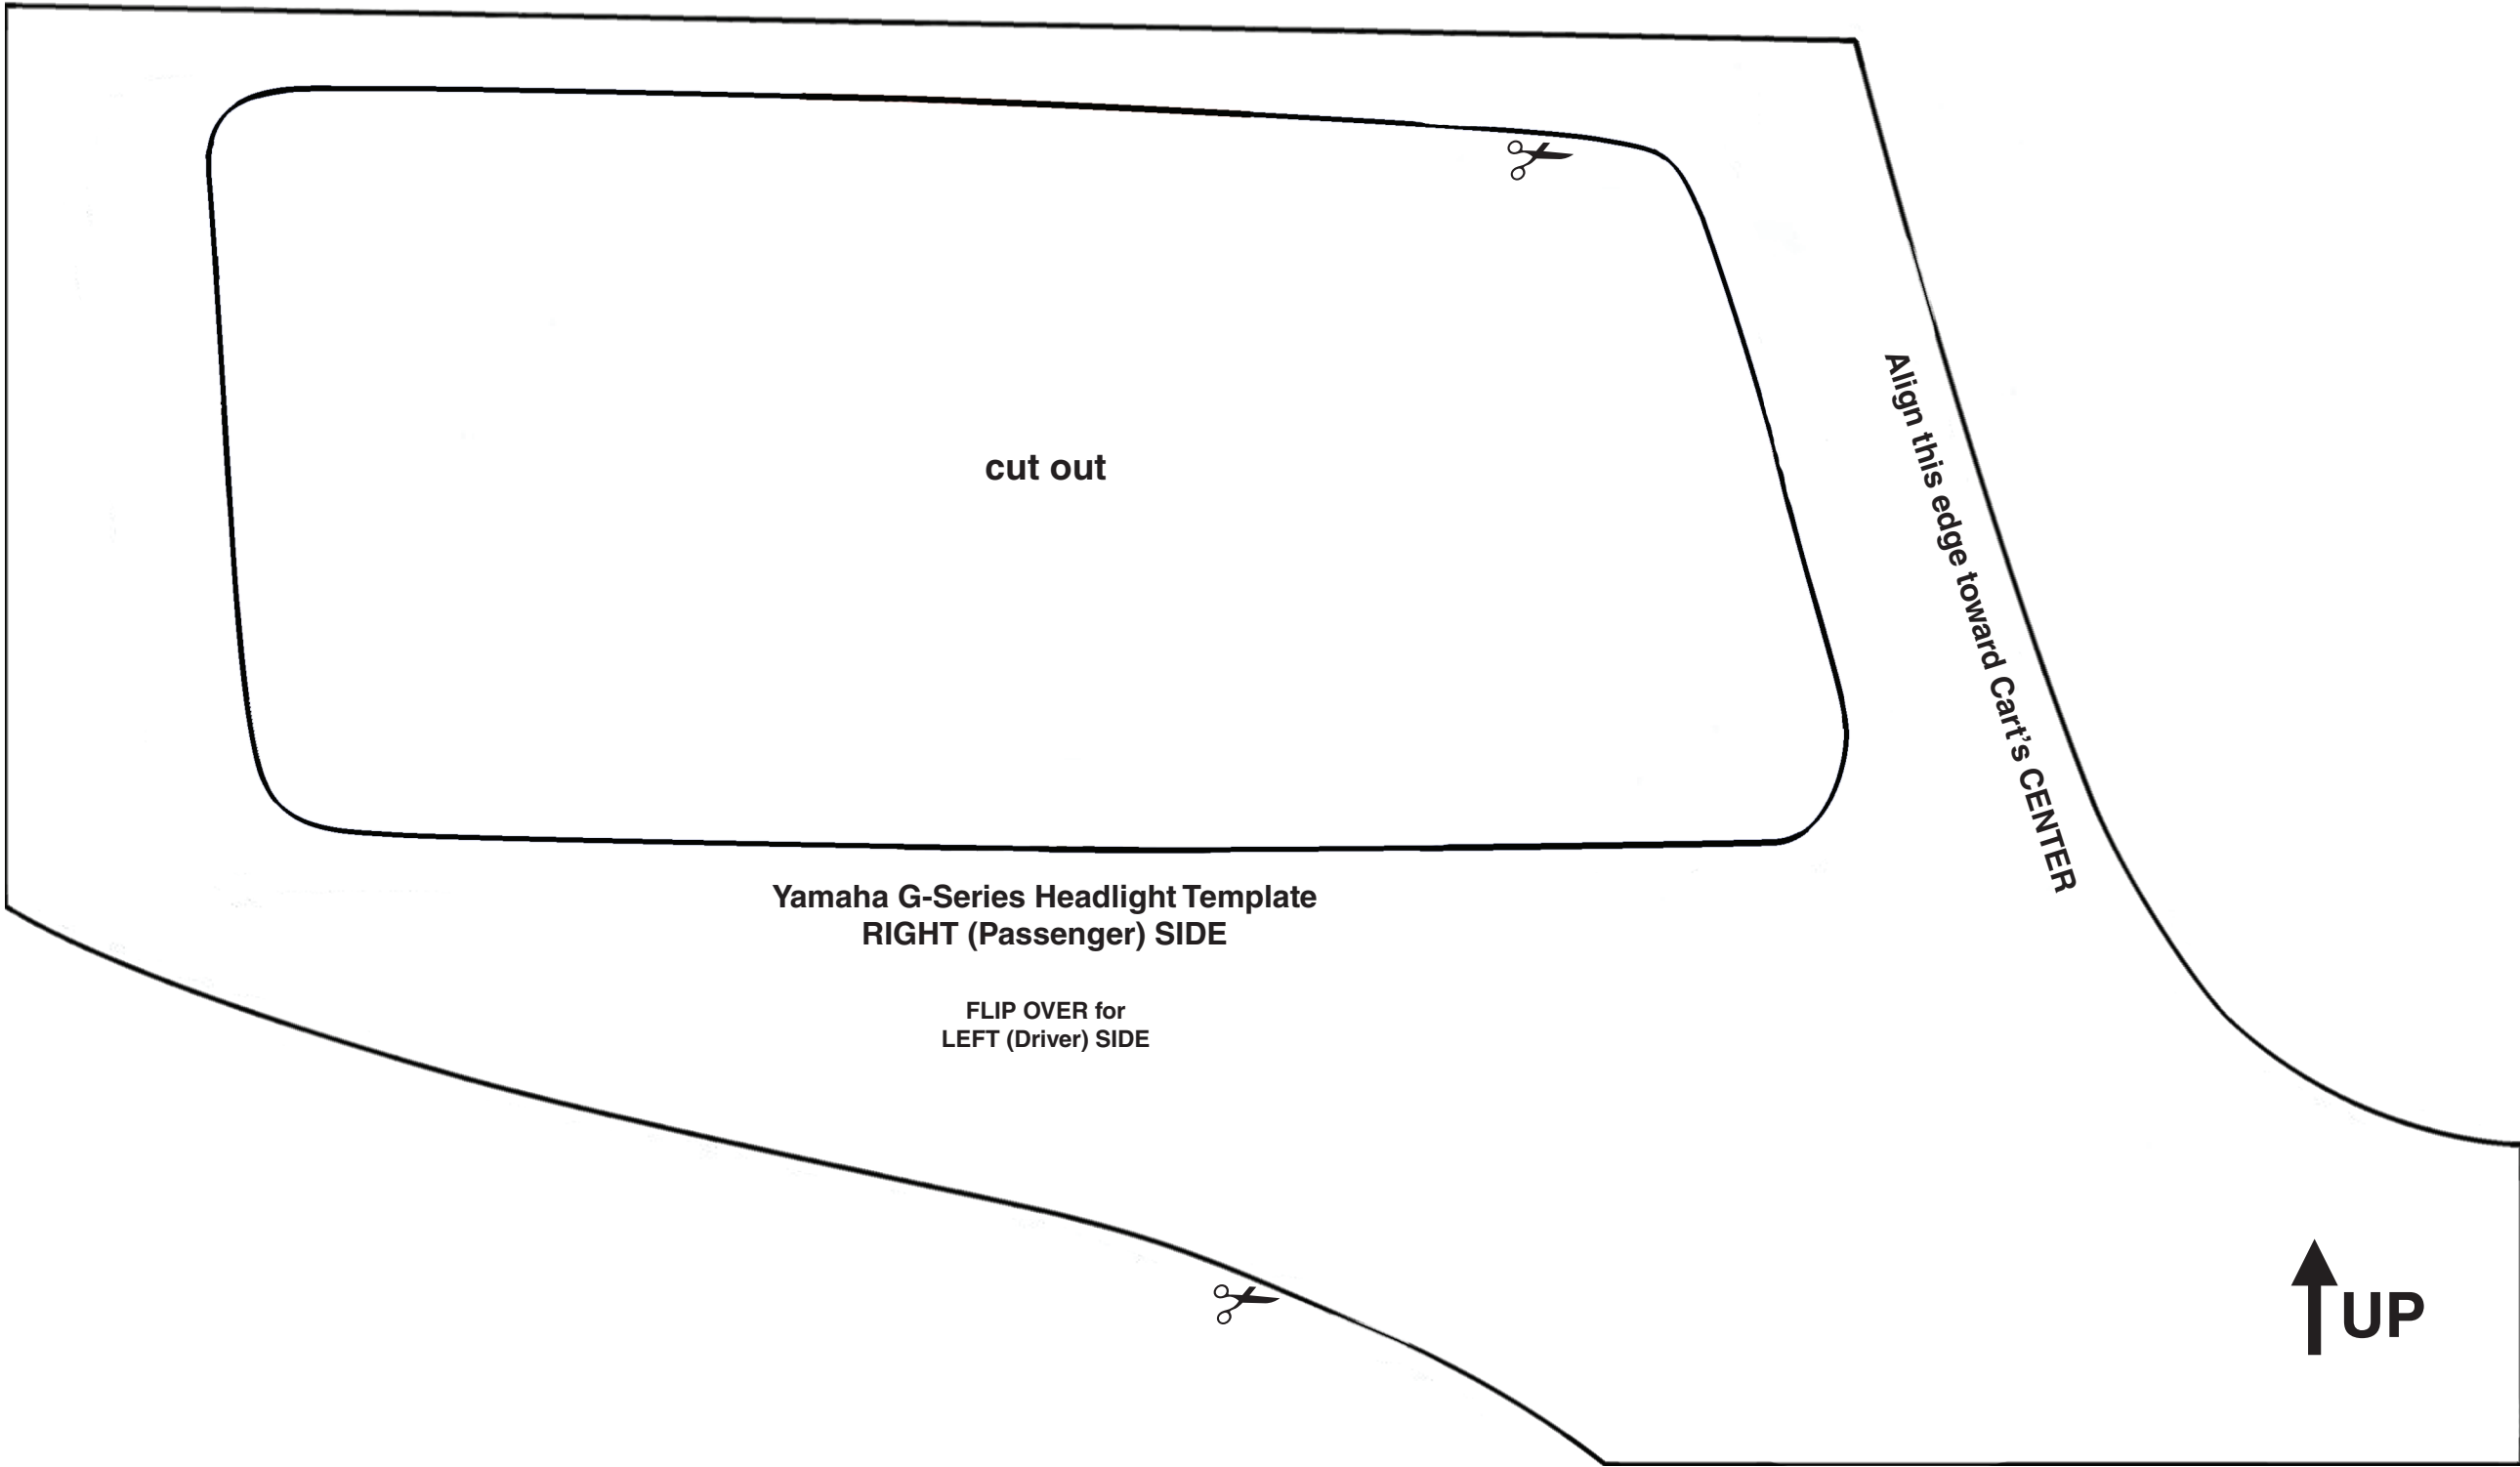 cut out
Align this edge toward Cart's CENTER
Yamaha G-Series Headlight Template
RIGHT (Passenger) SIDE
FLIP OVER for
LEFT (Driver) SIDE
UP